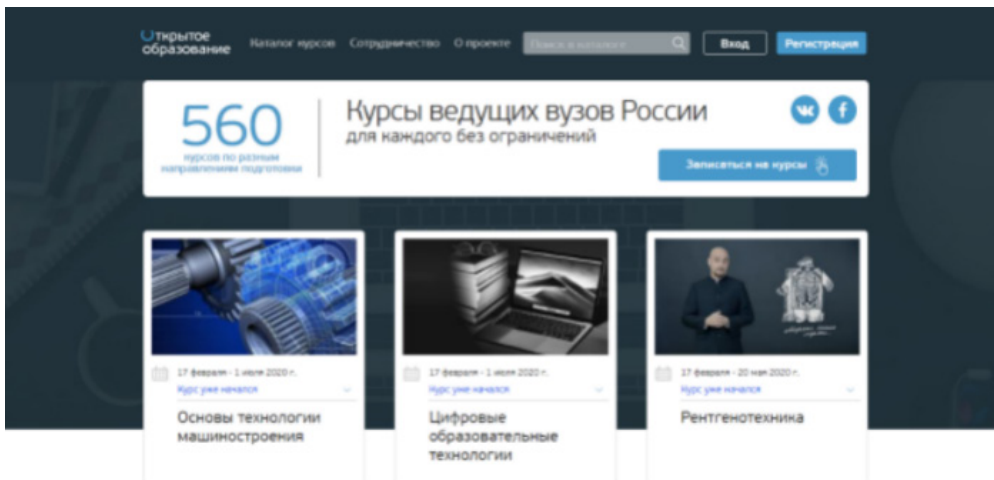 Открытое
образование
Каталог курсов Сотрудничество О проекте Поиск в каталоге Вход Регистрация
560
курсов по разным
направлениям подготовки
Курсы ведущих вузов России
для каждого без ограничений
Записаться на курсы
17 февраля - 1 июля 2020 г.
Курс уже начался
Основы технологии
машиностроения
17 февраля - 1 июля 2020 г.
Курс уже начался
Цифровые
образовательные
технологии
17 февраля - 20 мая 2020 г.
Курс уже начался
Рентгенотехника